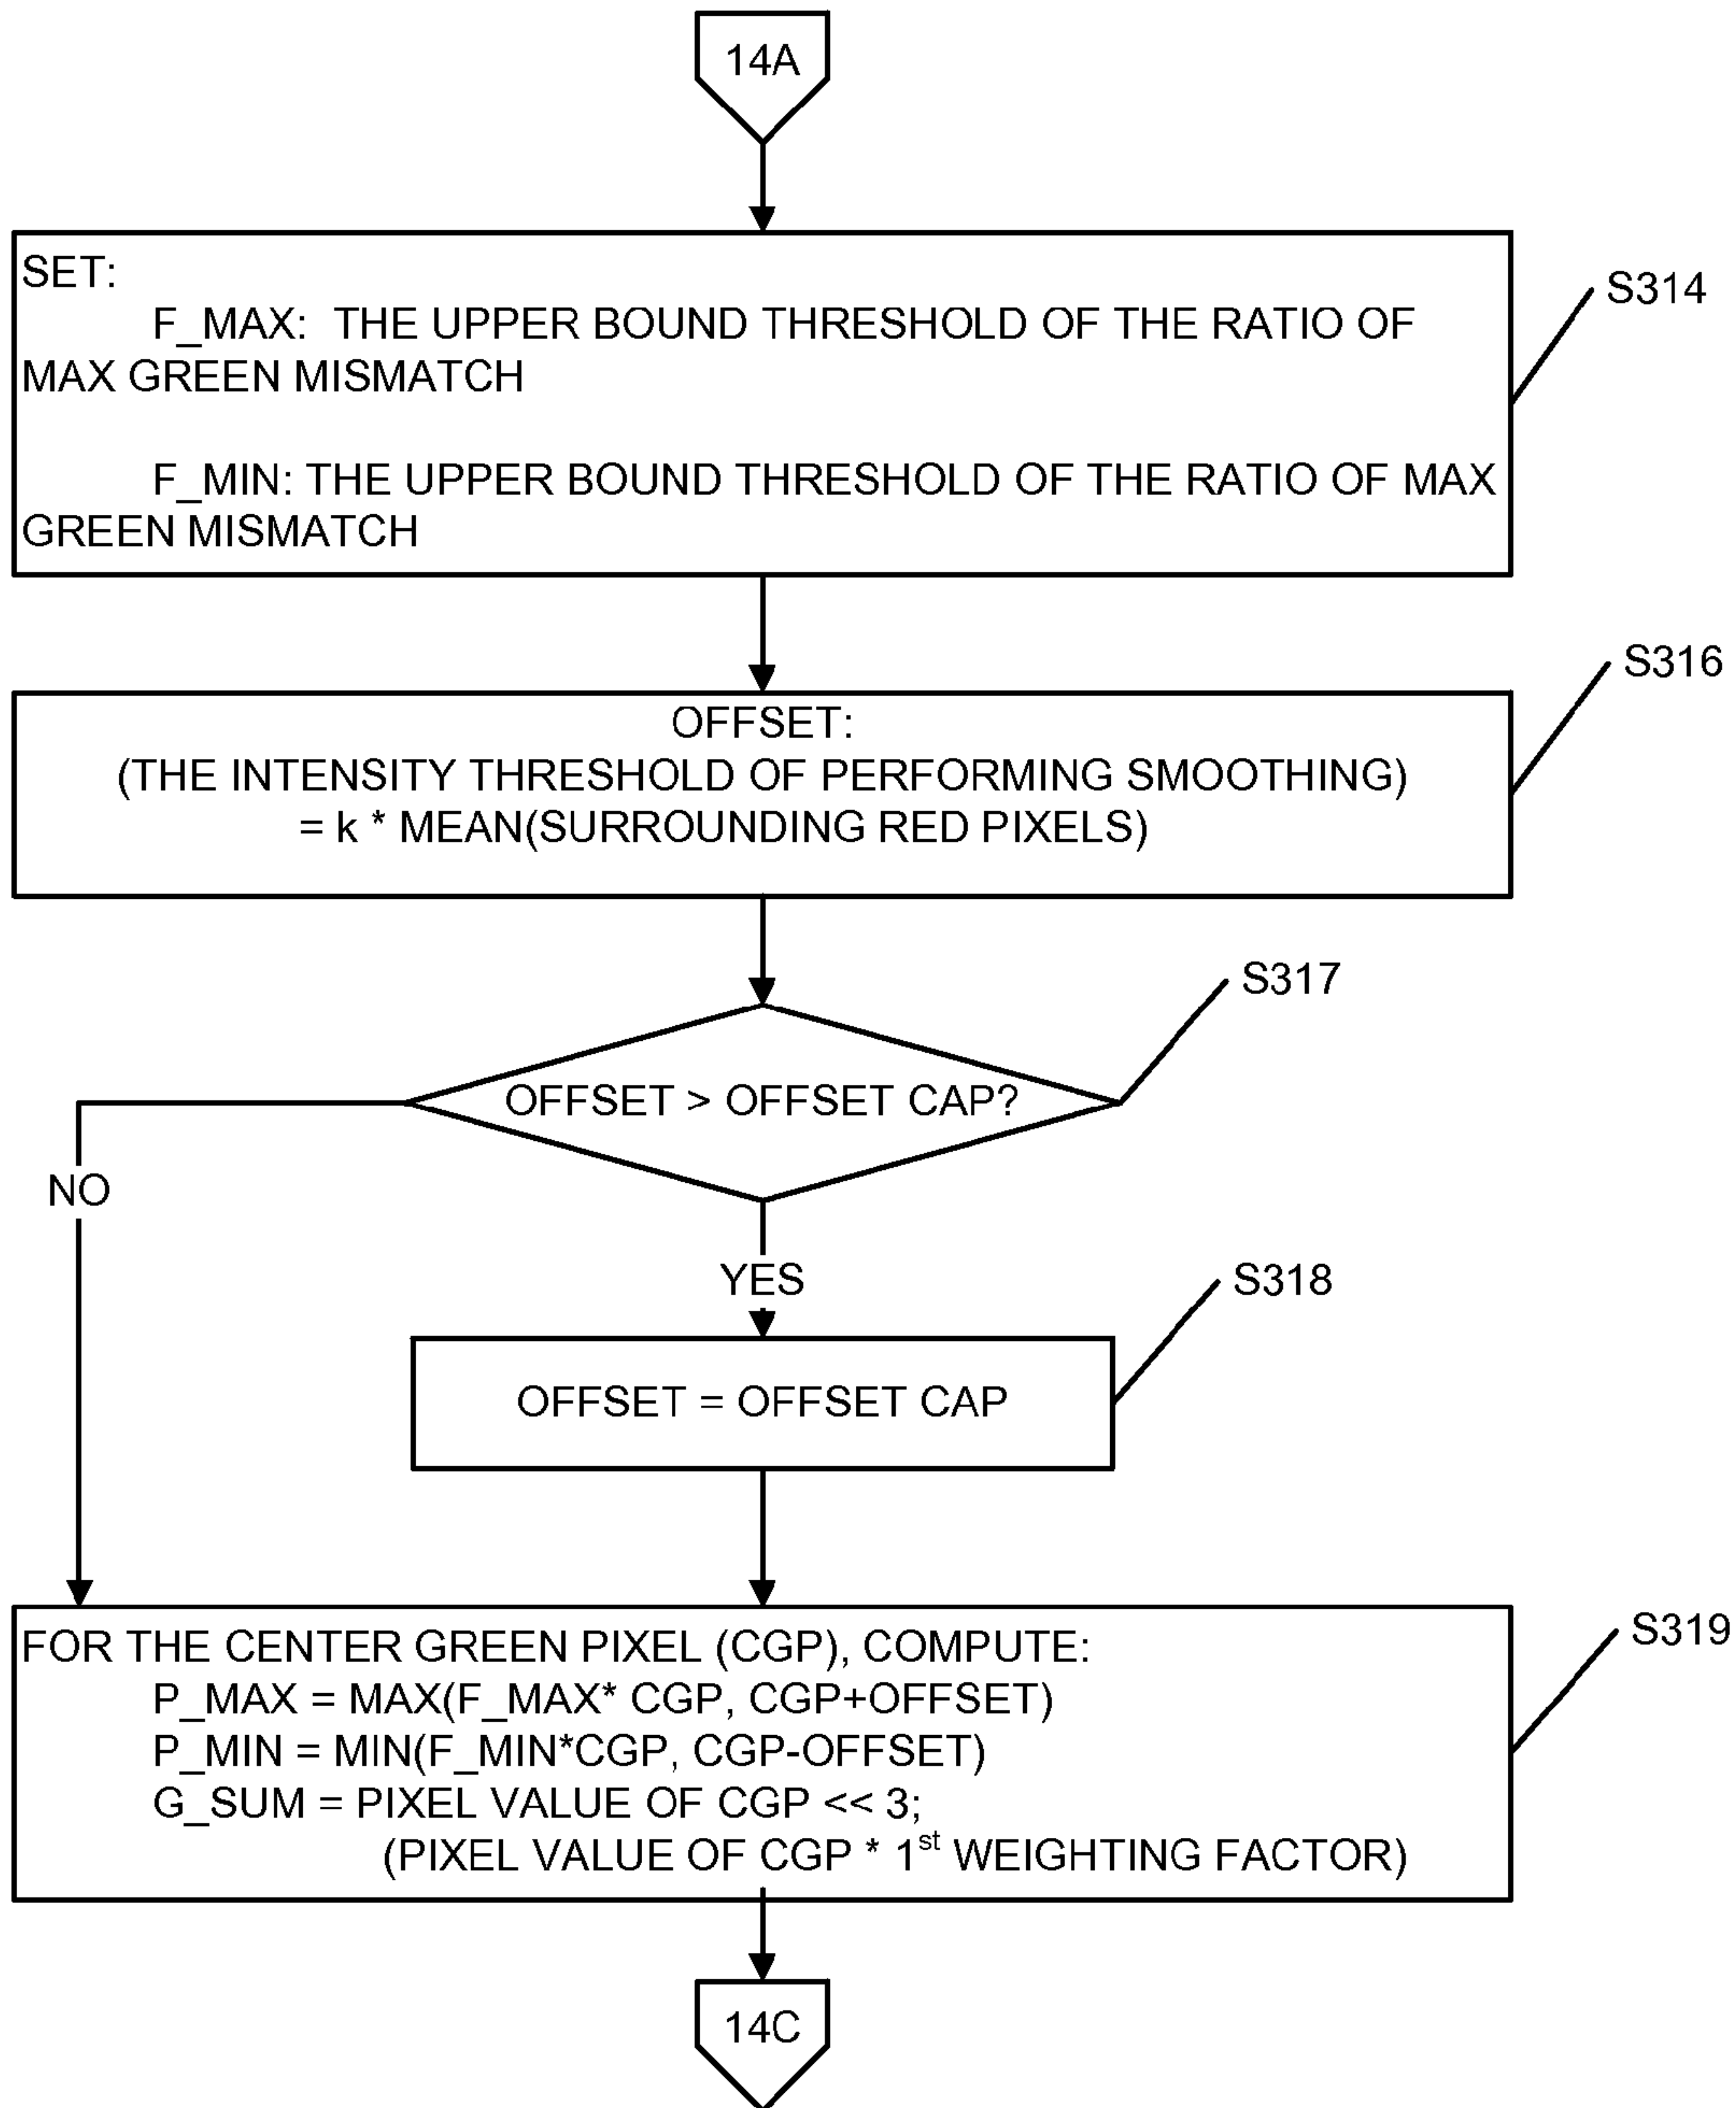 14A
SET:
F_MAX: THE UPPER BOUND THRESHOLD OF THE RATIO OF
MAX GREEN MISMATCH
F_MIN: THE UPPER BOUND THRESHOLD OF THE RATIO OF MAX
GREEN MISMATCH
S314
OFFSET:
(THE INTENSITY THRESHOLD OF PERFORMING SMOOTHING)
= k * MEAN(SURROUNDING RED PIXELS)
S316
OFFSET > OFFSET CAP?
S317
NO
YES
OFFSET = OFFSET CAP
S318
FOR THE CENTER GREEN PIXEL (CGP), COMPUTE:
P_MAX = MAX(F_MAX* CGP, CGP+OFFSET)
P_MIN = MIN(F_MIN*CGP, CGP-OFFSET)
G_SUM = PIXEL VALUE OF CGP << 3;
(PIXEL VALUE OF CGP * 1st WEIGHTING FACTOR)
S319
14C